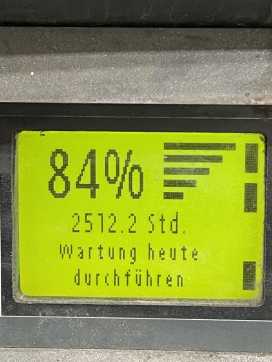 84%
2512.2 Std.
Wartung heute
durchführen